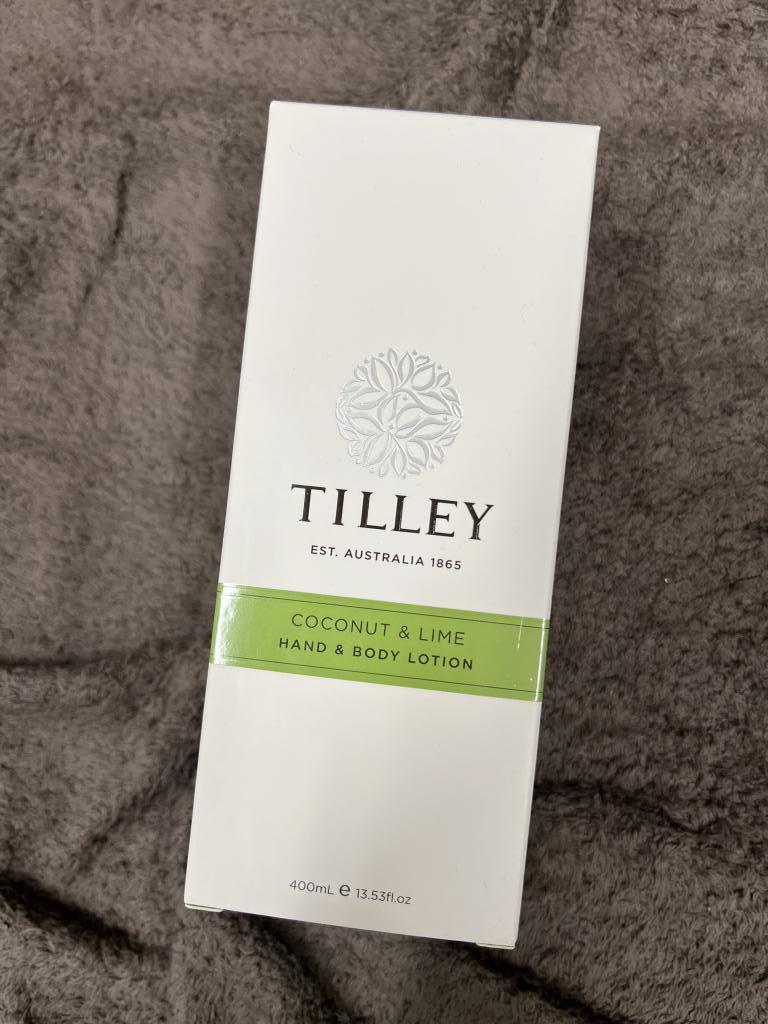 TILLEY
EST. AUSTRALIA 1865
COCONUT & LIME
HAND & BODY LOTION
400mL e 13.53fl.oz